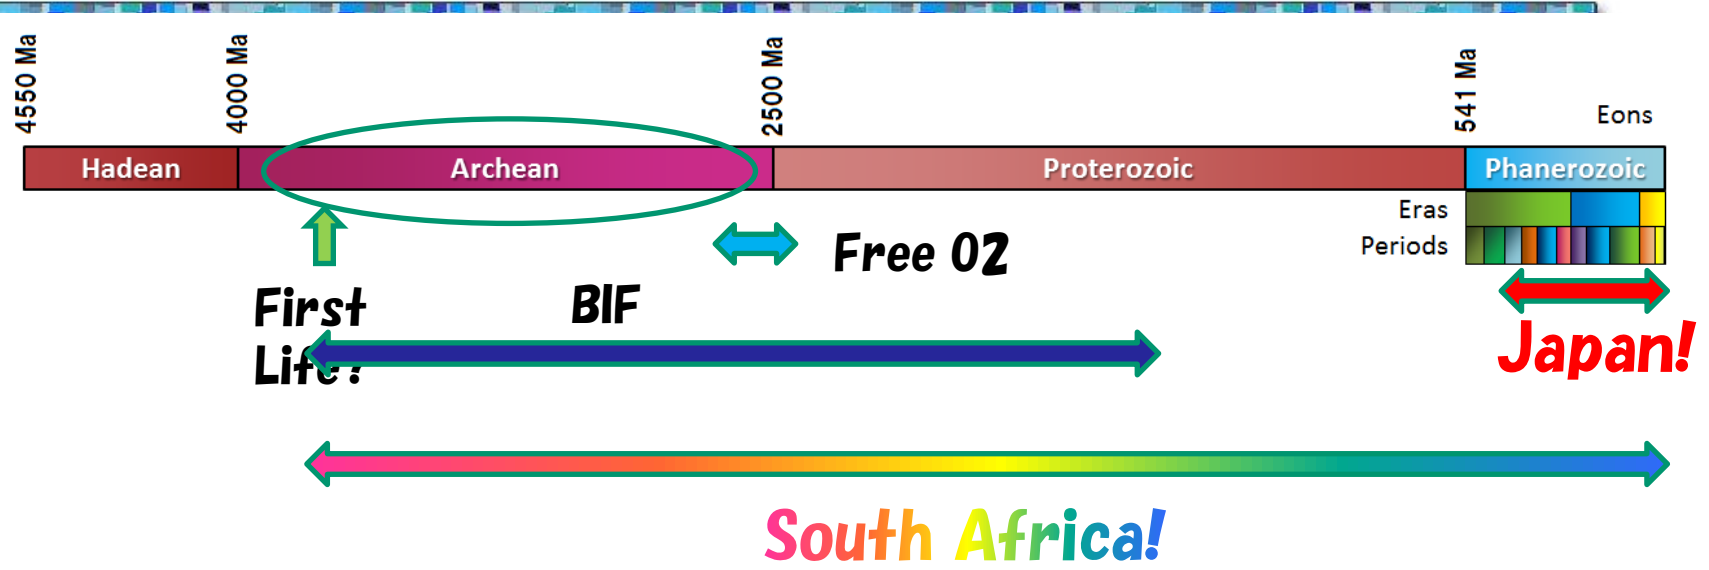 4550 Ma
4000 Ma
2500 Ma
541 Ma
Eons
Hadean
Archean
Proterozoic
Phanerozoic
Eras
Periods
Free O2
First
Life?
BIF
Japan!
South Africa!